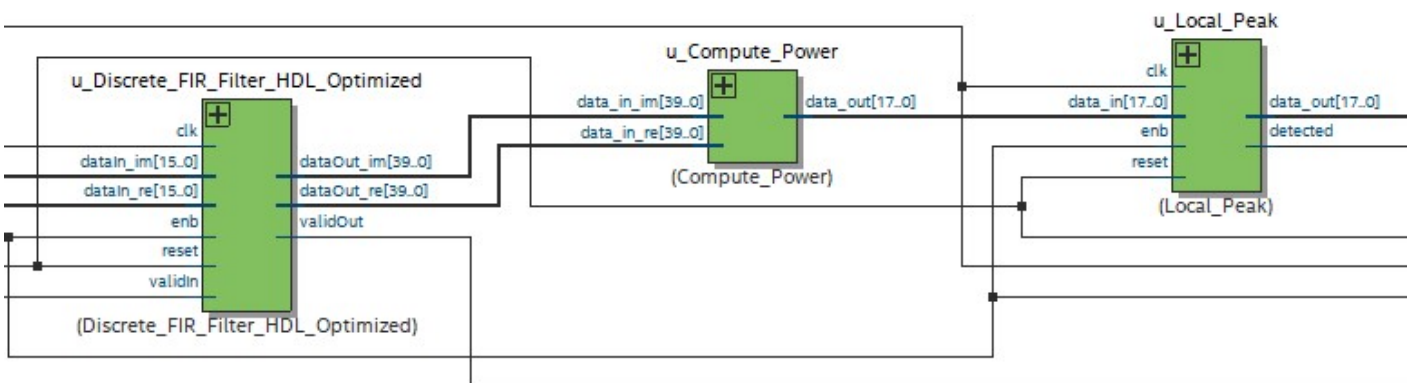 u_Discrete_FIR_Filter_HDL_Optimized
clk
dataIn_im[15..0]
dataIn_re[15..0]
enb
reset
validIn
dataOut_im[39..0]
dataOut_re[39..0]
validOut
(Discrete_FIR_Filter_HDL_Optimized)
u_Compute_Power
data_in_im[39..0]
data_in_re[39..0]
data_out[17..0]
(Compute_Power)
u_Local_Peak
clk
data_in[17..0]
enb
reset
data_out[17..0]
detected
(Local_Peak)